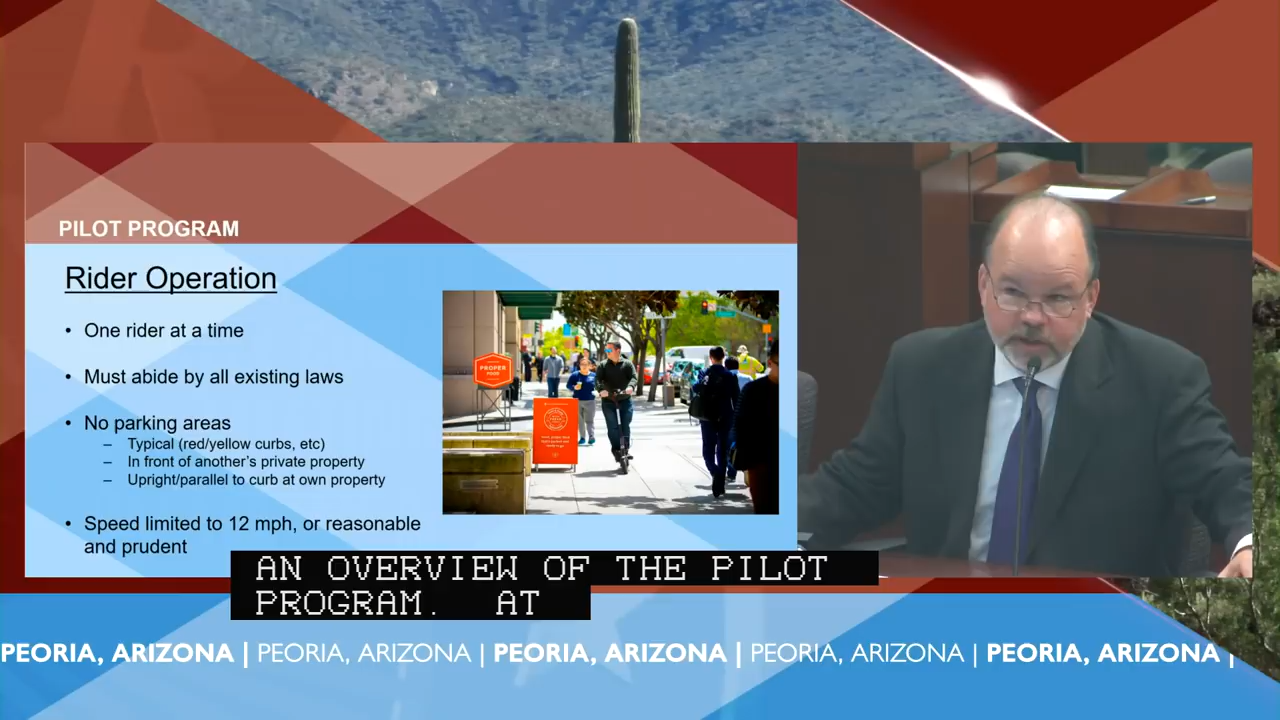 PILOT PROGRAM
Rider Operation
• One rider at a time
• Must abide by all existing laws
• No parking areas
– Typical (red/yellow curbs, etc)
– In front of another's private property
– Upright/parallel to curb at own property
• Speed limited to 12 mph, or reasonable
and prudent
PROPER
FOOD
AN OVERVIEW OF THE PILOT
PROGRAM. AT
PEORIA, ARIZONA | PEORIA, ARIZONA | PEORIA, ARIZONA | PEORIA, ARIZONA | PEORIA, ARIZONA |